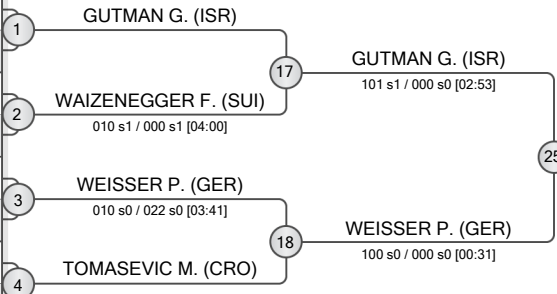 GUTMAN G. (ISR)
1
17
GUTMAN G. (ISR)
101 s1 / 000 s0 [02:53]
WAIZENEGGER F. (SUI)
2
010 s1 / 000 s1 [04:00]
25
WEISSER P. (GER)
3
010 s0 / 022 s0 [03:41]
18
WEISSER P. (GER)
100 s0 / 000 s0 [00:31]
TOMASEVIC M. (CRO)
4